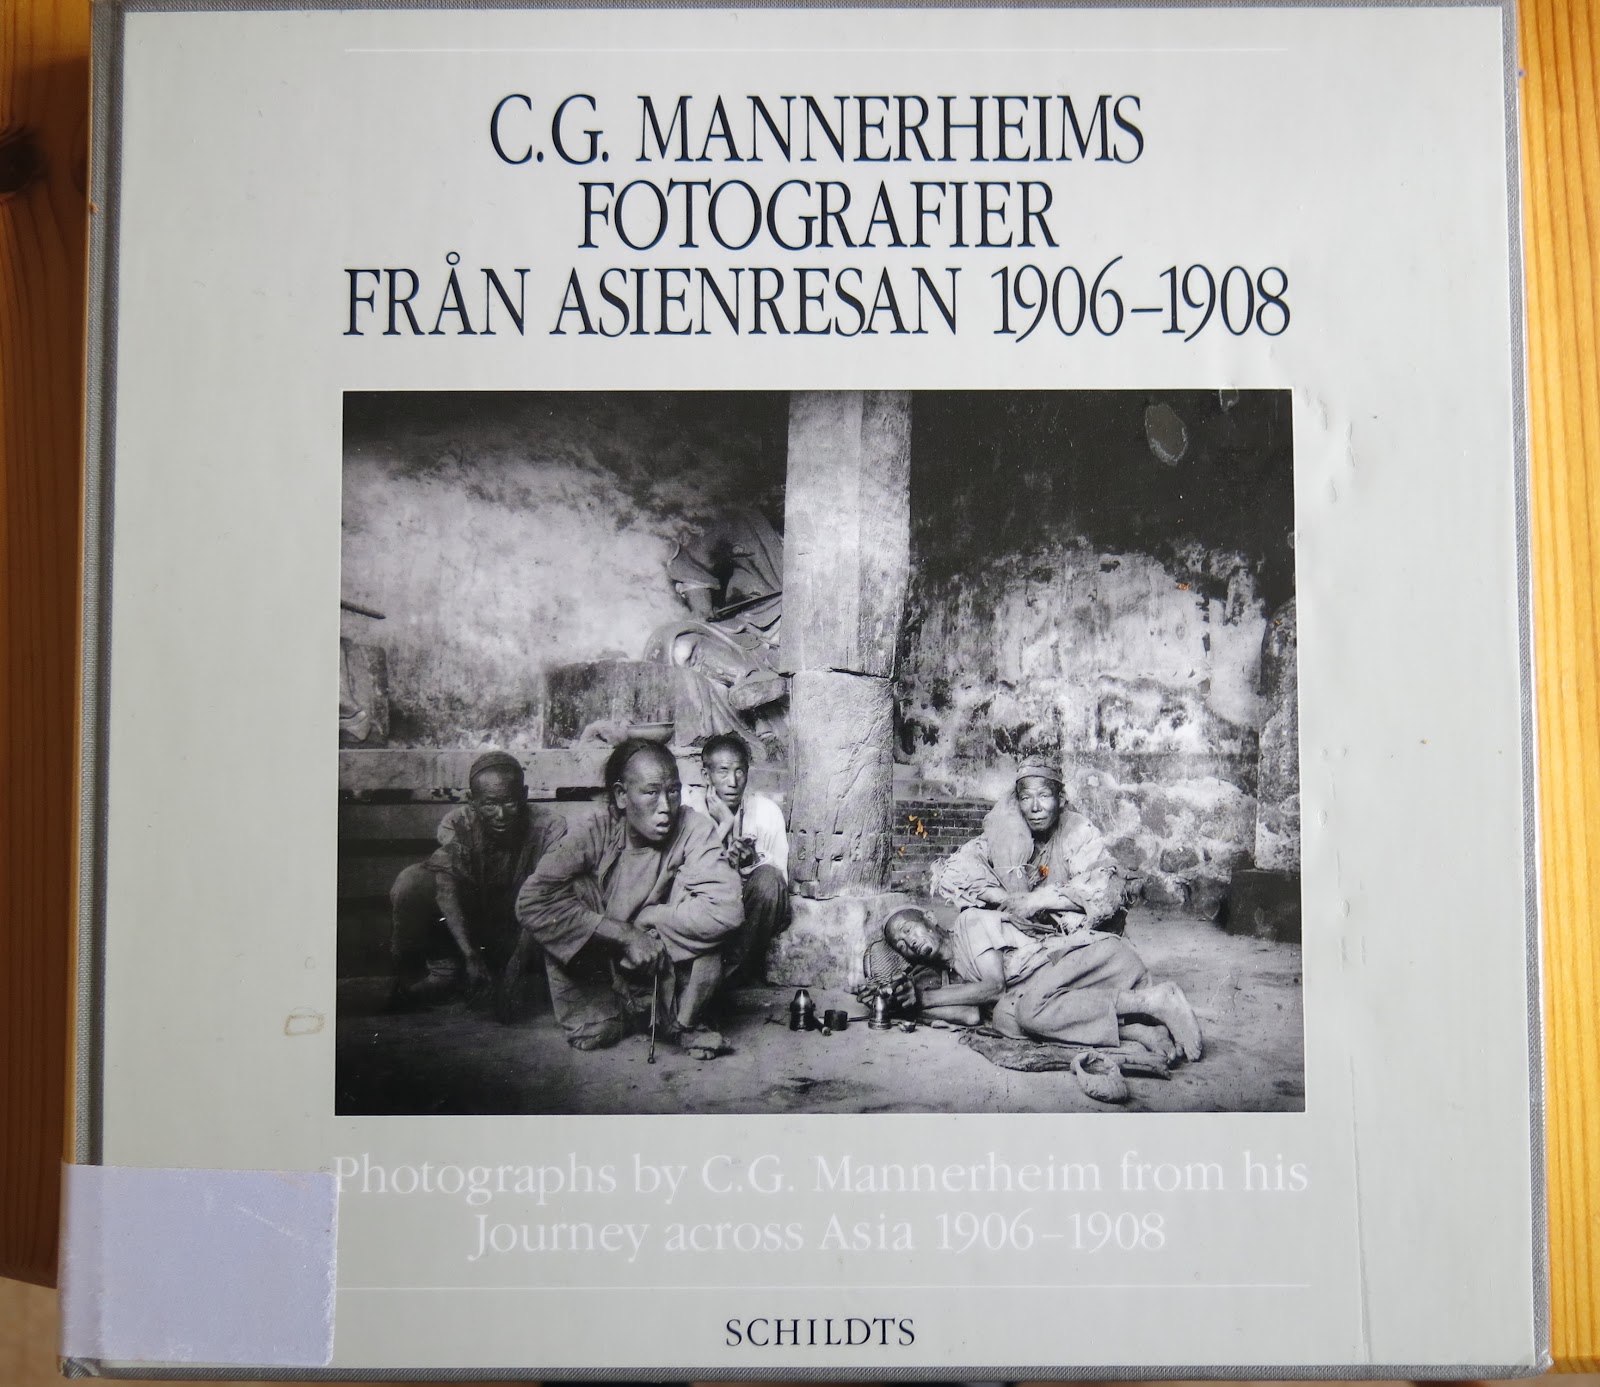 C.G. MANNERHEIMS
FOTOGRAFIER
FRÅN ASIENRESAN 1906–1908
Photographs by C.G. Mannerheim from his
Journey across Asia 1906–1908
SCHILDTS